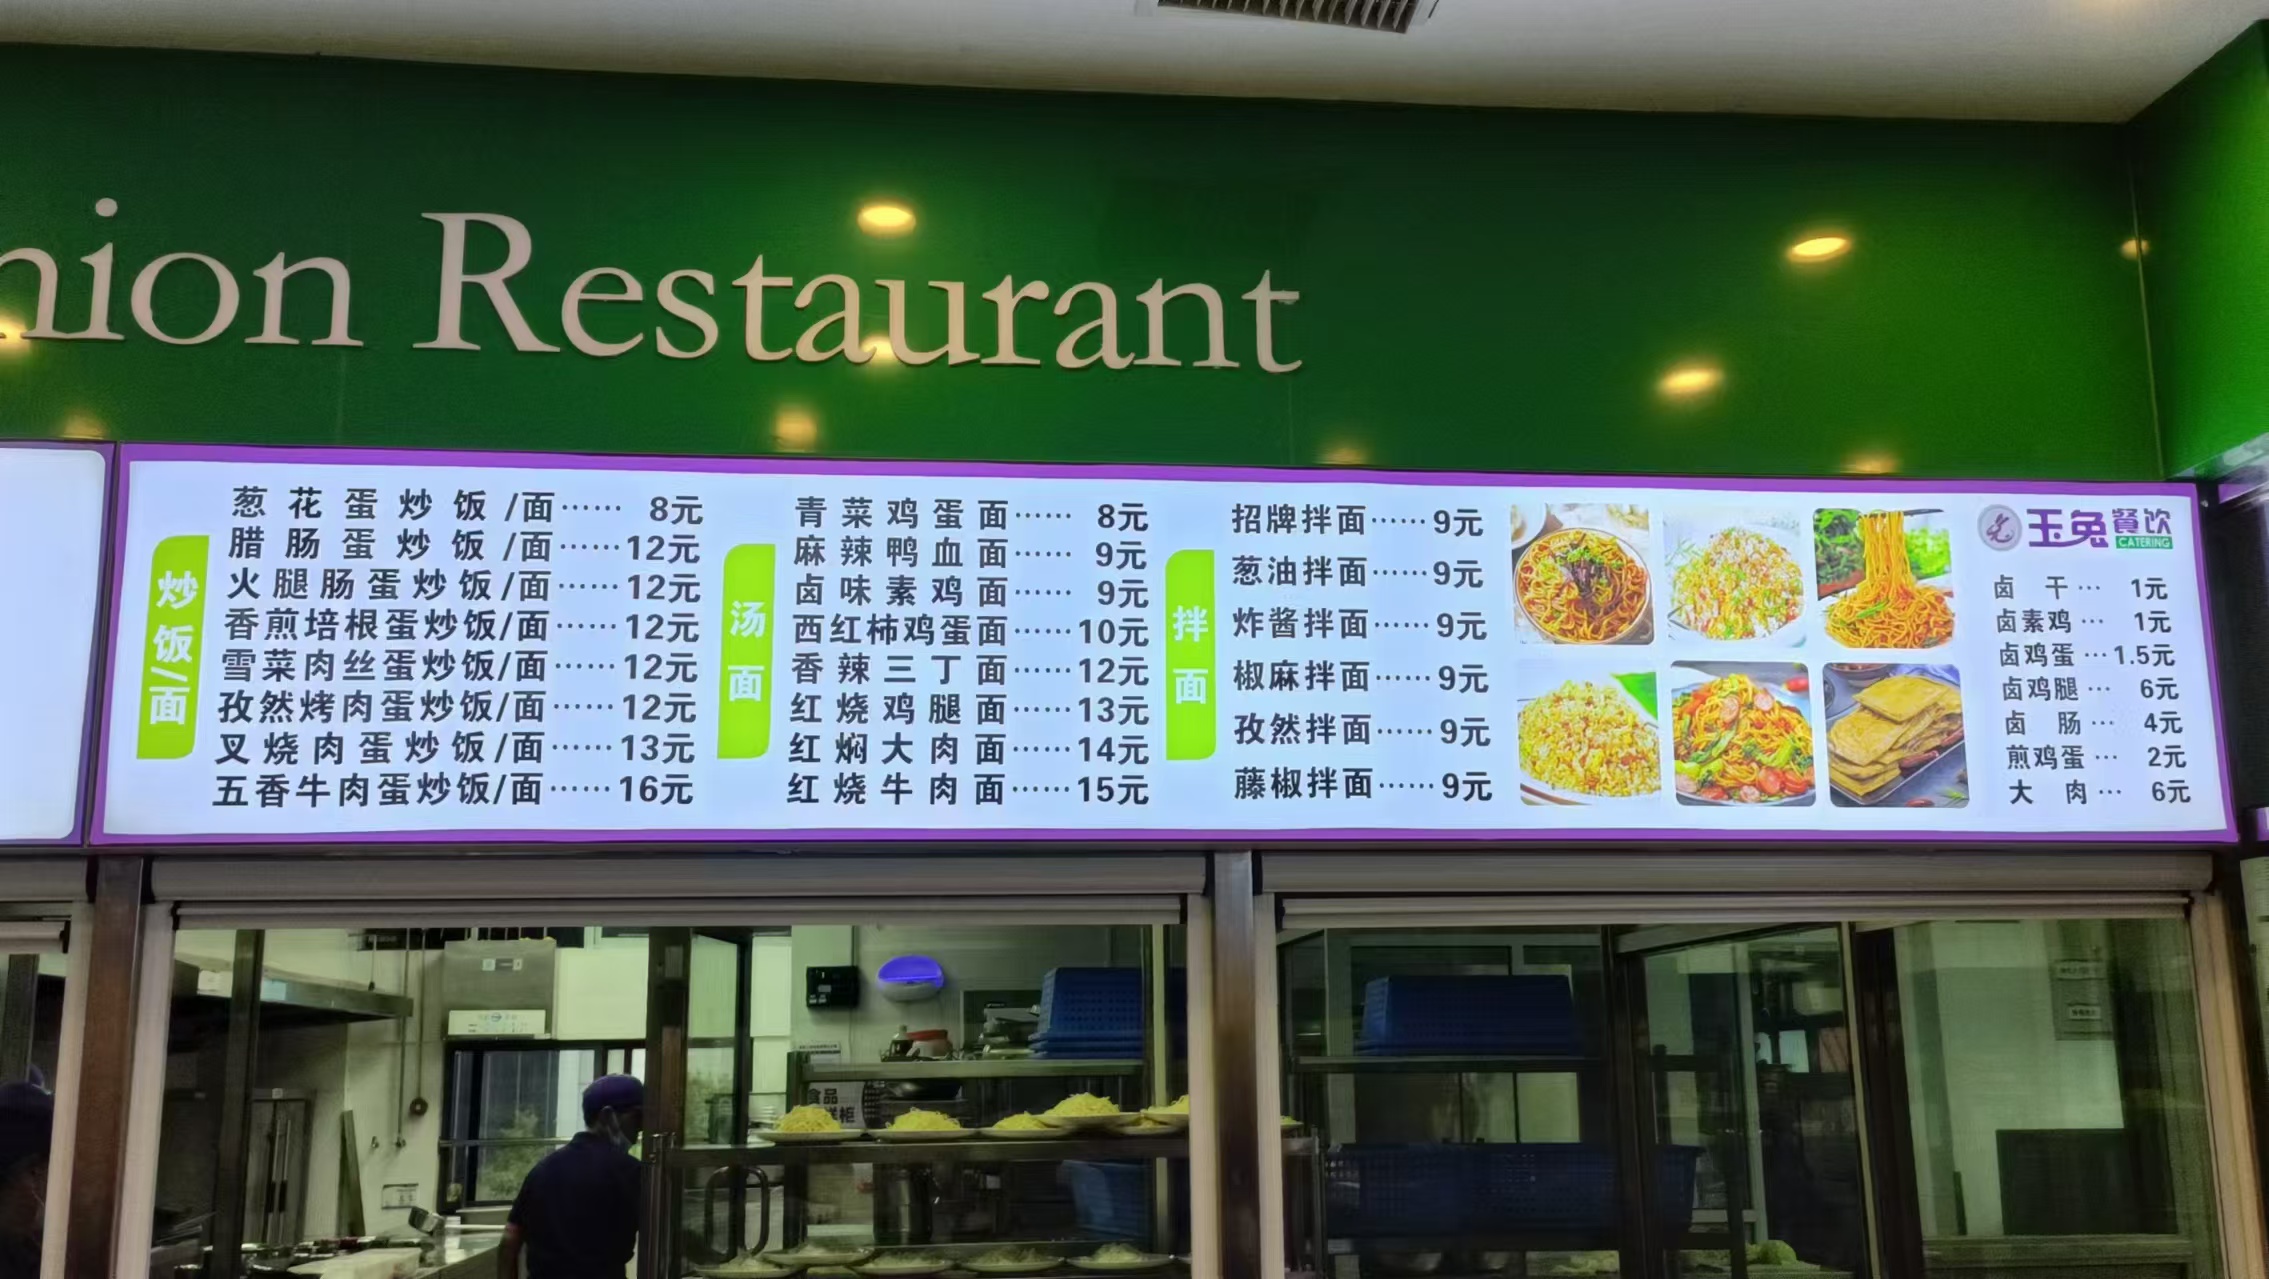 nion Restaurant
炒饭/面
葱花蛋炒饭/面······8元
腊肠蛋炒饭/面······12元
火腿肠蛋炒饭/面······12元
香煎培根蛋炒饭/面······12元
雪菜肉丝蛋炒饭/面······12元
孜然烤肉蛋炒饭/面······12元
叉烧肉蛋炒饭/面······13元
五香牛肉蛋炒饭/面······16元
汤面
青菜鸡蛋面······8元
麻辣鸭血面······9元
卤味素鸡面······9元
西红柿鸡蛋面······10元
香辣三丁面······12元
红烧鸡腿面······13元
红焖大肉面······14元
红烧牛肉面······15元
拌面
招牌拌面······9元
葱油拌面······9元
炸酱拌面······9元
椒麻拌面······9元
孜然拌面······9元
藤椒拌面······9元
玉兔餐饮
CATERING
卤干···1元
卤素鸡···1元
卤鸡蛋···1.5元
卤鸡腿···6元
卤肠···4元
煎鸡蛋···2元
大肉···6元
食品